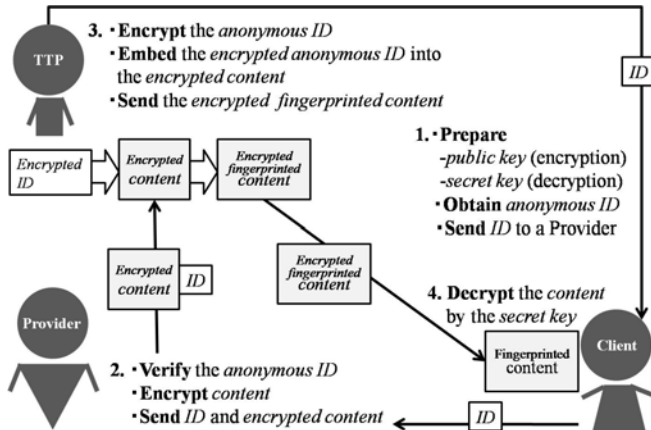 TTP
3. ·Encrypt the anonymous ID
·Embed the encrypted anonymous ID into
the encrypted content
·Send the encrypted fingerprinted content
ID
1. ·Prepare
-public key (encryption)
-secret key (decryption)
·Obtain anonymous ID
·Send ID to a Provider
Encrypted
ID
Encrypted
content
Encrypted
fingerprinted
content
Encrypted
content
ID
Encrypted
fingerprinted
content
4. Decrypt the content
by the secret key
Provider
Fingerprinted
content
Client
2. ·Verify the anonymous ID
·Encrypt content
·Send ID and encrypted content
ID